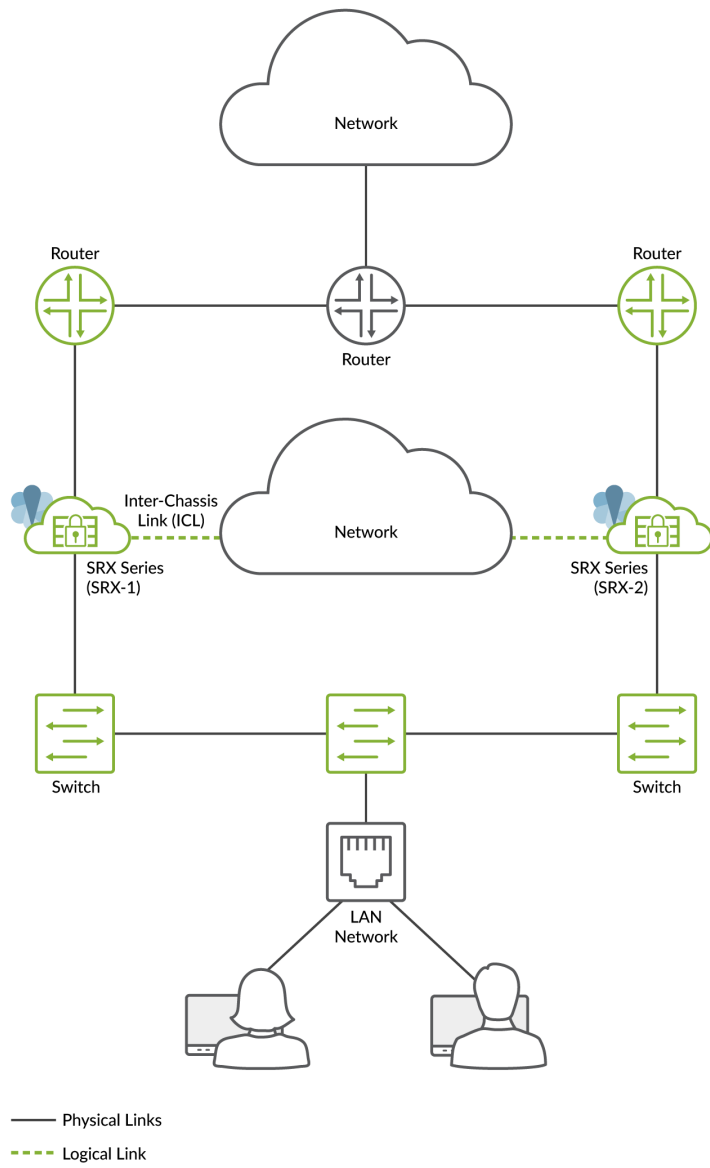 Network
Router
Router
Router
Inter-Chassis
Link (ICL)
Network
SRX Series
(SRX-1)
SRX Series
(SRX-2)
Switch
Switch
LAN
Network
Physical Links
Logical Link